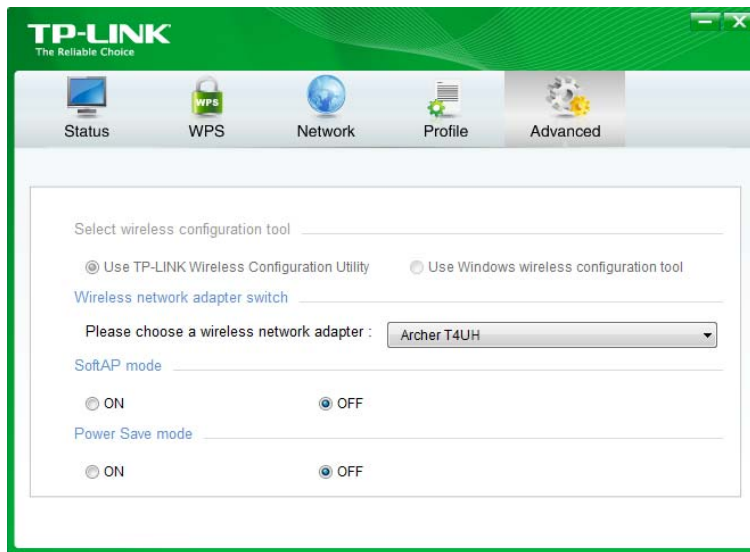 TP-LINK
The Reliable Choice
WPS
Status WPS Network Profile Advanced
Select wireless configuration tool
Use TP-LINK Wireless Configuration Utility Use Windows wireless configuration tool
Wireless network adapter switch
Please choose a wireless network adapter : Archer T4UH
SoftAP mode
ON OFF
Power Save mode
ON OFF